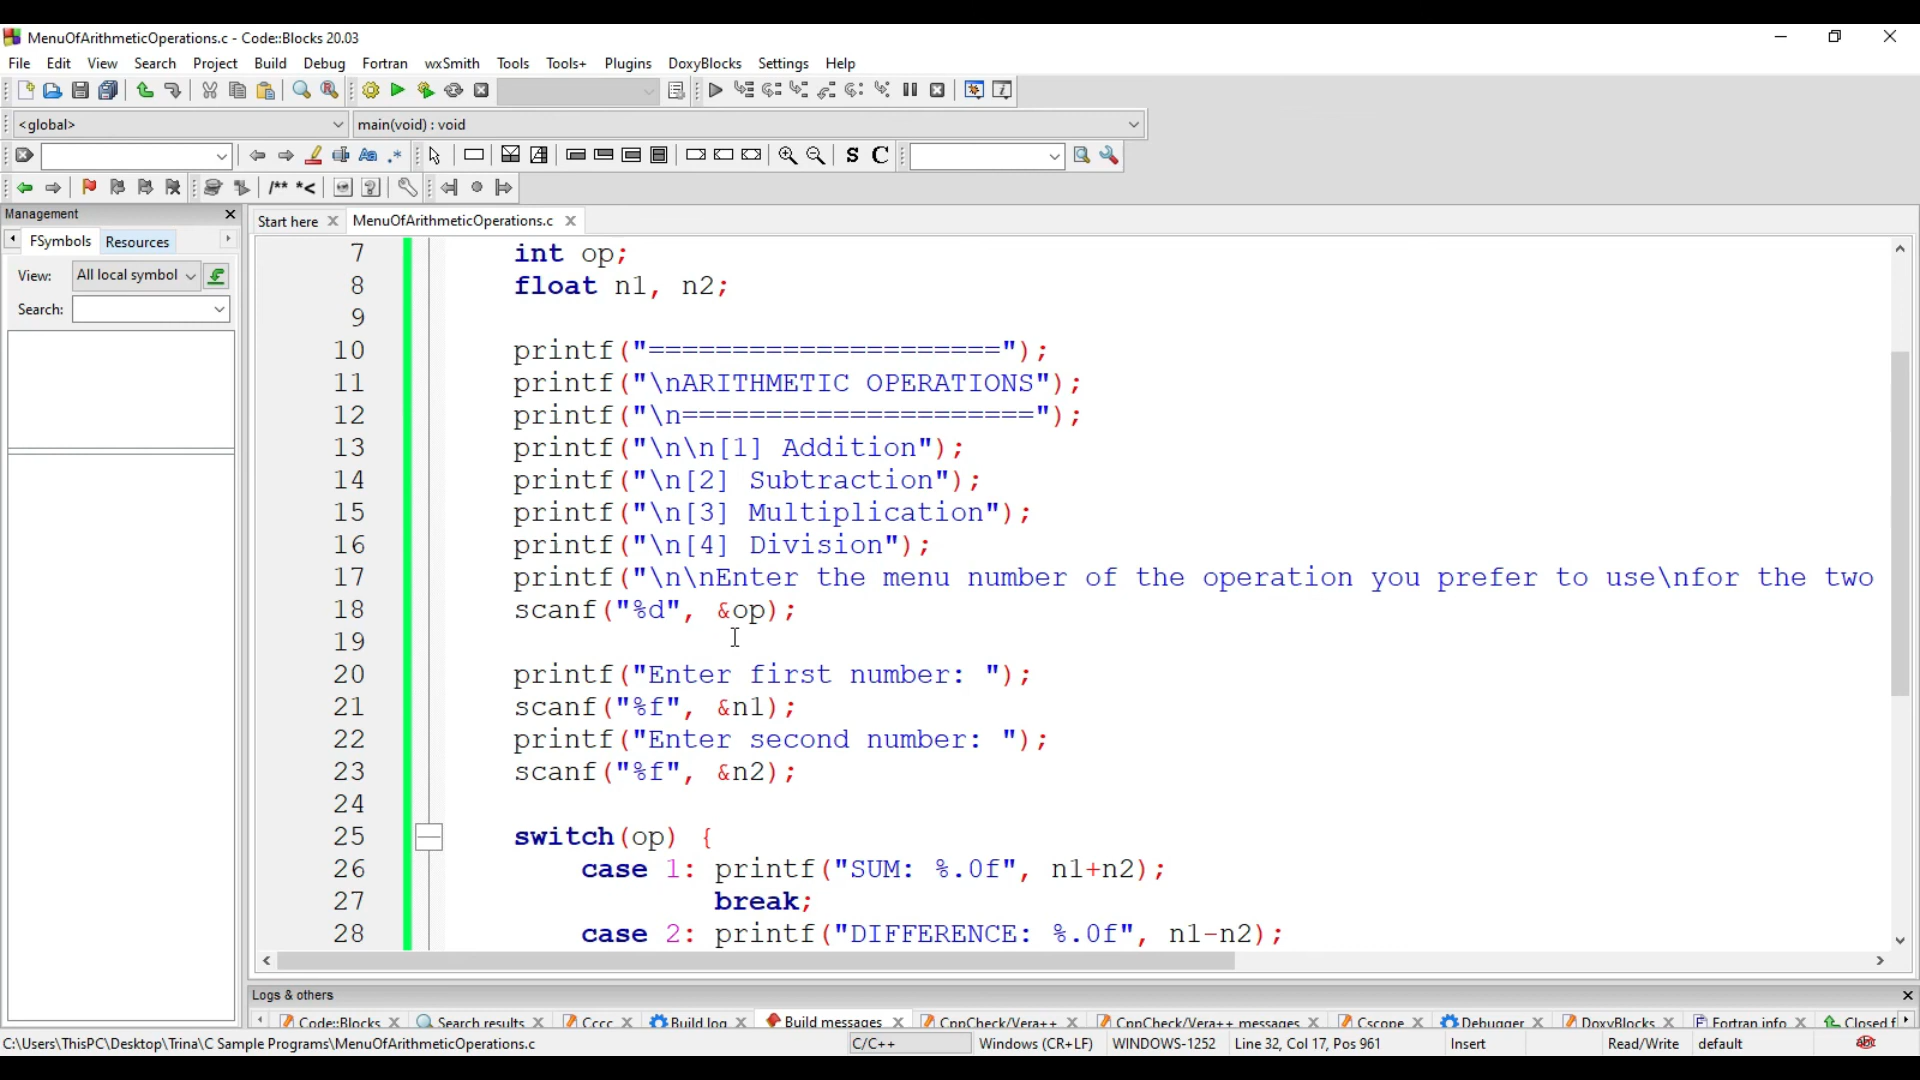 MenuOfArithmeticOperations.c - Code::Blocks 20.03
File Edit View Search Project Build Debug Fortran wxSmith Tools Tools+ Plugins DoxyBlocks Settings Help
<global> main(void) : void
S C
/** *<
Management
Start here MenuOfArithmeticOperations.c
FSymbols Resources
View: All local symbol
Search:
7 int op;
8 float n1, n2;
9
10 printf("=====================");
11 printf("\nARITHMETIC OPERATIONS");
12 printf("\n=====================");
13 printf("\n\n[1] Addition");
14 printf("\n[2] Subtraction");
15 printf("\n[3] Multiplication");
16 printf("\n[4] Division");
17 printf("\n\nEnter the menu number of the operation you prefer to use\nfor the two
18 scanf("%d", &op);
19
20 printf("Enter first number: ");
21 scanf("%f", &n1);
22 printf("Enter second number: ");
23 scanf("%f", &n2);
24
25 switch(op) {
26 case 1: printf("SUM: %.0f", n1+n2);
27 break;
28 case 2: printf("DIFFERENCE: %.0f", n1-n2);
Logs & others
Code::Blocks Search results Cccc Build log Build messages CppCheck/Vera++ CppCheck/Vera++ messages Cscope Debugger DoxyBlocks Fortran info Closed f
C:\Users\ThisPC\Desktop\Trina\C Sample Programs\MenuOfArithmeticOperations.c C/C++ Windows (CR+LF) WINDOWS-1252 Line 32, Col 17, Pos 961 Insert Read/Write default